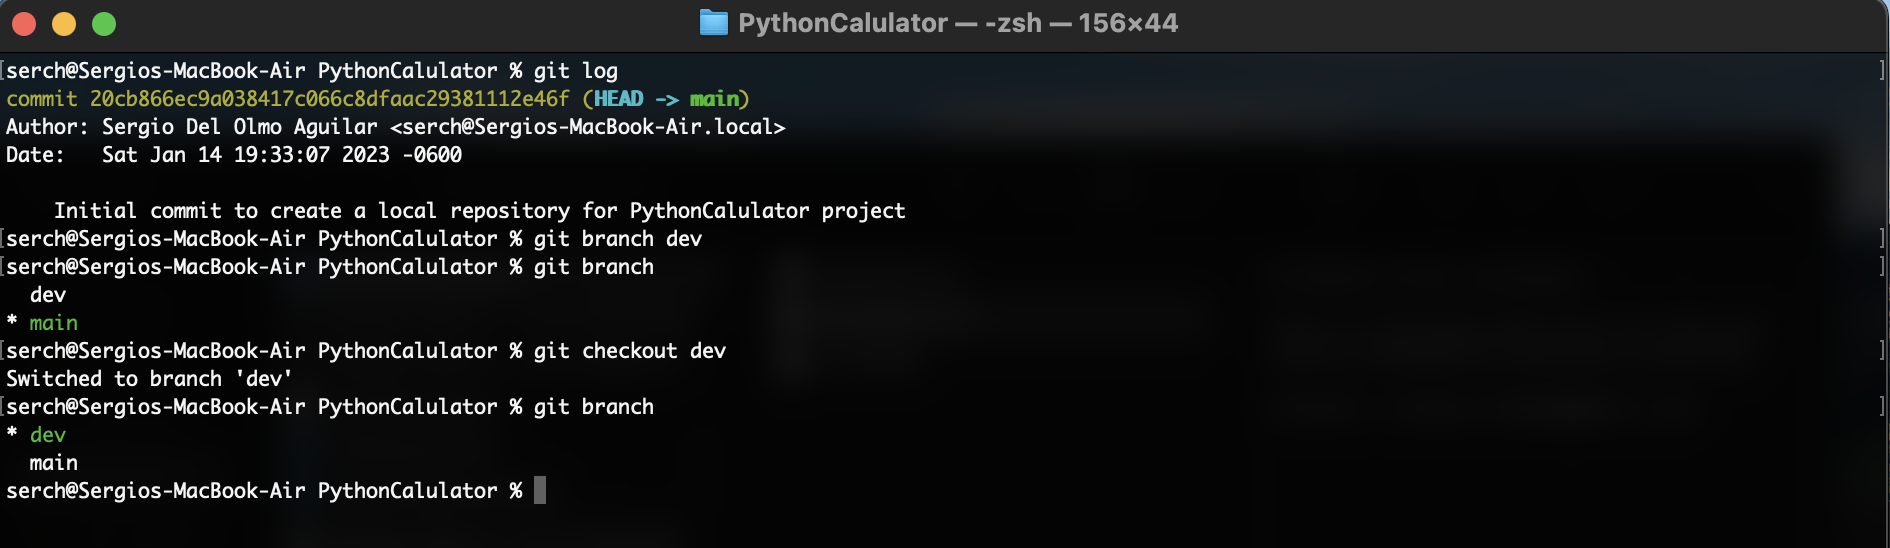 PythonCalulator — -zsh — 156×44
serch@Sergios-MacBook-Air PythonCalulator % git log
commit 20cb866ec9a038417c066c8dfaac29381112e46f (HEAD -> main)
Author: Sergio Del Olmo Aguilar <serch@Sergios-MacBook-Air.local>
Date:   Sat Jan 14 19:33:07 2023 -0600
    Initial commit to create a local repository for PythonCalulator project
serch@Sergios-MacBook-Air PythonCalulator % git branch dev
serch@Sergios-MacBook-Air PythonCalulator % git branch
  dev
* main
serch@Sergios-MacBook-Air PythonCalulator % git checkout dev
Switched to branch 'dev'
serch@Sergios-MacBook-Air PythonCalulator % git branch
* dev
  main
serch@Sergios-MacBook-Air PythonCalulator %